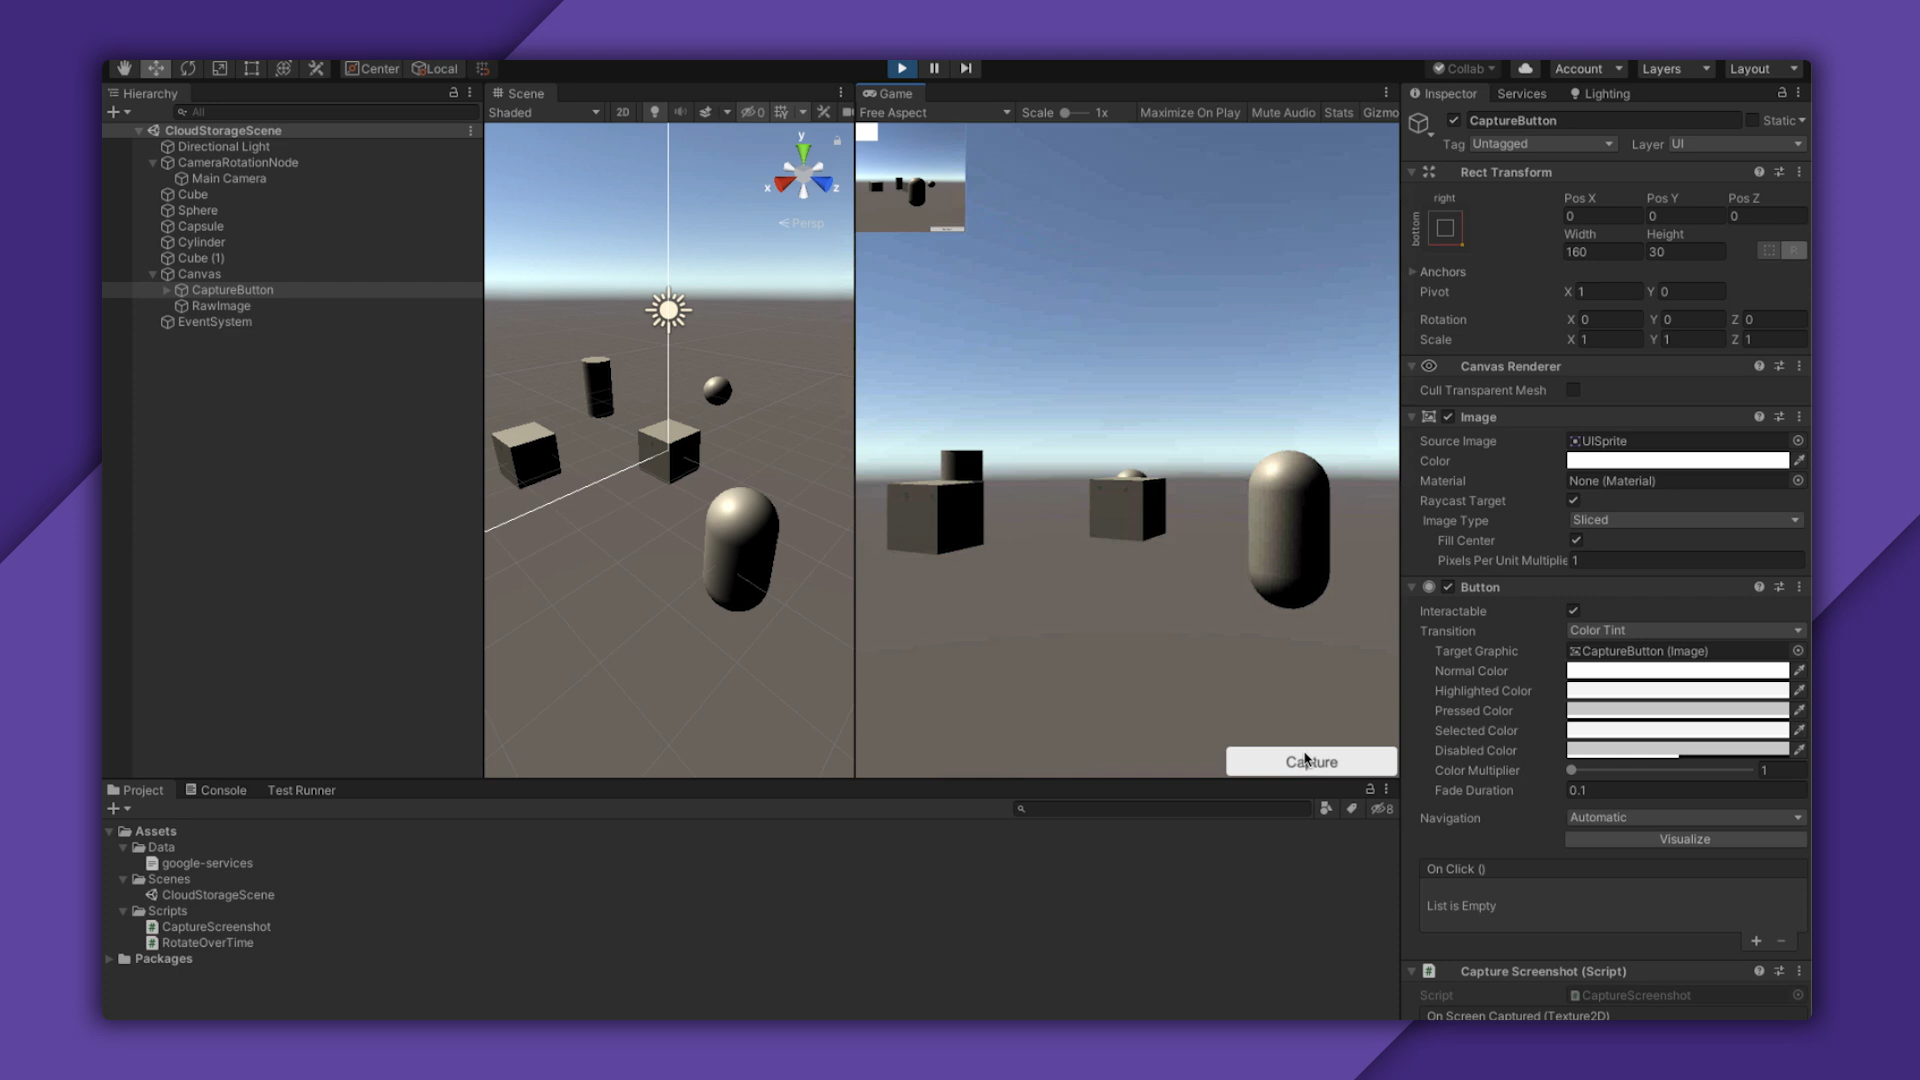 Center Local
Collab Account Layers Layout
Hierarchy
All
CloudStorageScene
Directional Light
CameraRotationNode
Main Camera
Cube
Sphere
Capsule
Cylinder
Cube (1)
Canvas
CaptureButton
RawImage
EventSystem
Scene
Shaded 2D 0
y
x z
Persp
Game
Free Aspect Scale 1x Maximize On Play Mute Audio Stats Gizmo
Capture
Inspector Services Lighting
CaptureButton Static
Tag Untagged Layer UI
Rect Transform
right
bottom
Pos X Pos Y Pos Z
0 0 0
Width Height
160 30
R
Anchors
Pivot X 1 Y 0
Rotation X 0 Y 0 Z 0
Scale X 1 Y 1 Z 1
Canvas Renderer
Cull Transparent Mesh
Image
Source Image UISprite
Color
Material None (Material)
Raycast Target
Image Type Sliced
Fill Center
Pixels Per Unit Multiplie 1
Button
Interactable
Transition Color Tint
Target Graphic CaptureButton (Image)
Normal Color
Highlighted Color
Pressed Color
Selected Color
Disabled Color
Color Multiplier 1
Fade Duration 0.1
Navigation Automatic
Visualize
On Click ()
List is Empty
Capture Screenshot (Script)
Script CaptureScreenshot
On Screen Captured (Texture2D)
Project Console Test Runner
8
Assets
Data
google-services
Scenes
CloudStorageScene
Scripts
CaptureScreenshot
RotateOverTime
Packages